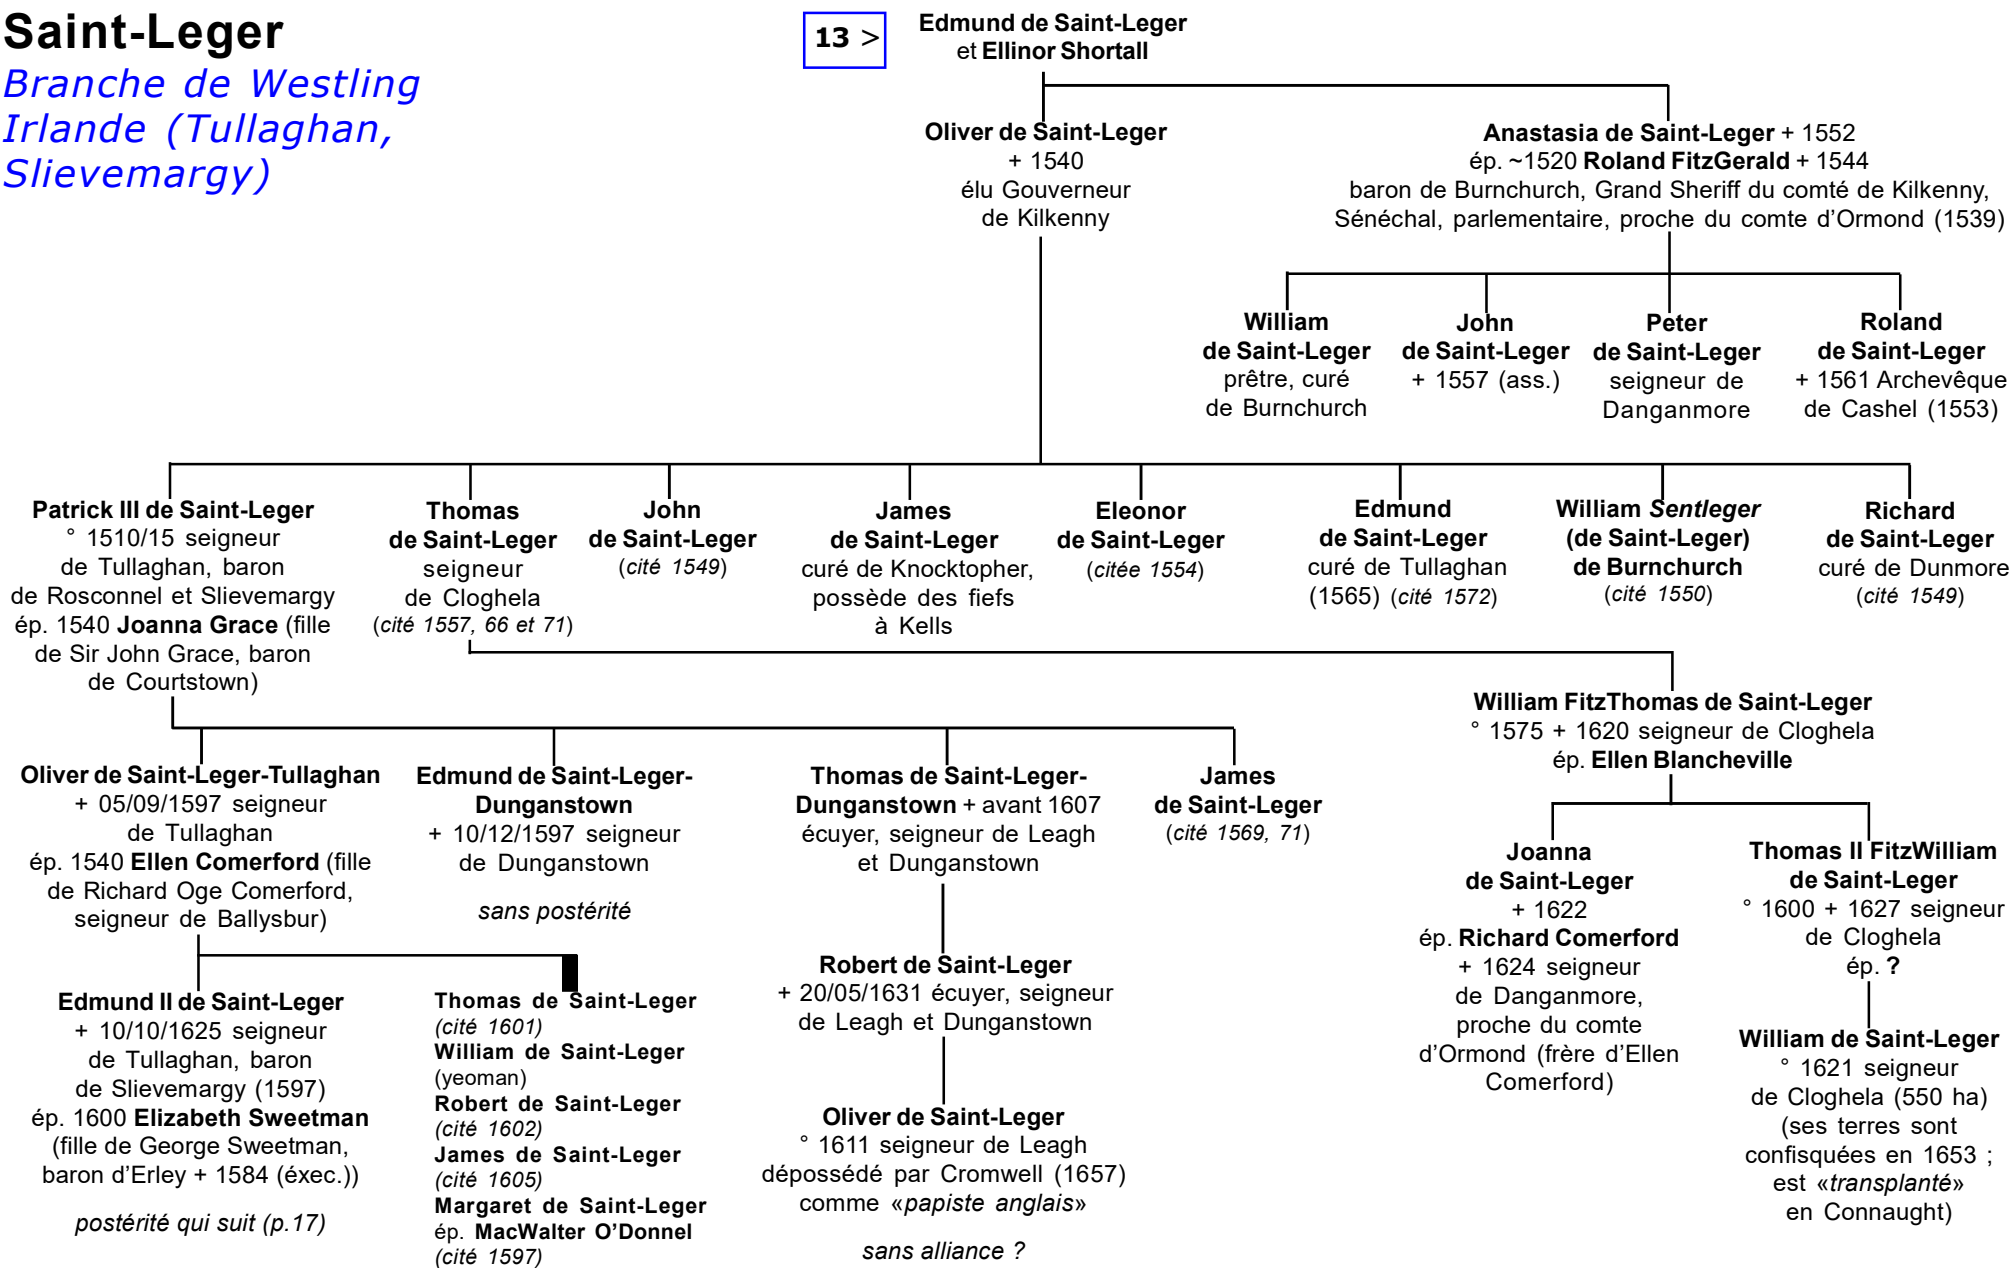 Saint-Leger
Branche de Westling
Irlande (Tullaghan,
Slievemargy)
13 >
Edmund de Saint-Leger
et Ellinor Shortall
Oliver de Saint-Leger
+ 1540
élu Gouverneur
de Kilkenny
Anastasia de Saint-Leger + 1552
ép. ~1520 Roland FitzGerald + 1544
baron de Burnchurch, Grand Sheriff du comté de Kilkenny,
Sénéchal, parlementaire, proche du comte d'Ormond (1539)
William
de Saint-Leger
prêtre, curé
de Burnchurch
John
de Saint-Leger
+ 1557 (ass.)
Peter
de Saint-Leger
seigneur de
Danganmore
Roland
de Saint-Leger
+ 1561 Archevêque
de Cashel (1553)
Patrick III de Saint-Leger
° 1510/15 seigneur
de Tullaghan, baron
de Rosconnel et Slievemargy
ép. 1540 Joanna Grace (fille
de Sir John Grace, baron
de Courtstown)
Thomas
de Saint-Leger
seigneur
de Cloghela
(cité 1557, 66 et 71)
John
de Saint-Leger
(cité 1549)
James
de Saint-Leger
curé de Knocktopher,
possède des fiefs
à Kells
Eleonor
de Saint-Leger
(citée 1554)
Edmund
de Saint-Leger
curé de Tullaghan
(1565) (cité 1572)
William Sentleger
(de Saint-Leger)
de Burnchurch
(cité 1550)
Richard
de Saint-Leger
curé de Dunmore
(cité 1549)
William FitzThomas de Saint-Leger
° 1575 + 1620 seigneur de Cloghela
ép. Ellen Blancheville
Oliver de Saint-Leger-Tullaghan
+ 05/09/1597 seigneur
de Tullaghan
ép. 1540 Ellen Comerford (fille
de Richard Oge Comerford,
seigneur de Ballysbur)
Edmund de Saint-Leger-
Dunganstown
+ 10/12/1597 seigneur
de Dunganstown
sans postérité
Thomas de Saint-Leger-
Dunganstown + avant 1607
écuyer, seigneur de Leagh
et Dunganstown
James
de Saint-Leger
(cité 1569, 71)
Joanna
de Saint-Leger
+ 1622
ép. Richard Comerford
+ 1624 seigneur
de Danganmore,
proche du comte
d'Ormond (frère d'Ellen
Comerford)
Thomas II FitzWilliam
de Saint-Leger
° 1600 + 1627 seigneur
de Cloghela
ép. ?
Edmund II de Saint-Leger
+ 10/10/1625 seigneur
de Tullaghan, baron
de Slievemargy (1597)
ép. 1600 Elizabeth Sweetman
(fille de George Sweetman,
baron d'Erley + 1584 (éxec.))
postérité qui suit (p.17)
Thomas de Saint-Leger
(cité 1601)
William de Saint-Leger
(yeoman)
Robert de Saint-Leger
(cité 1602)
James de Saint-Leger
(cité 1605)
Margaret de Saint-Leger
ép. MacWalter O'Donnel
(cité 1597)
Robert de Saint-Leger
+ 20/05/1631 écuyer, seigneur
de Leagh et Dunganstown
Oliver de Saint-Leger
° 1611 seigneur de Leagh
dépossédé par Cromwell (1657)
comme «papiste anglais»
sans alliance ?
William de Saint-Leger
° 1621 seigneur
de Cloghela (550 ha)
(ses terres sont
confisquées en 1653 ;
est «transplanté»
en Connaught)